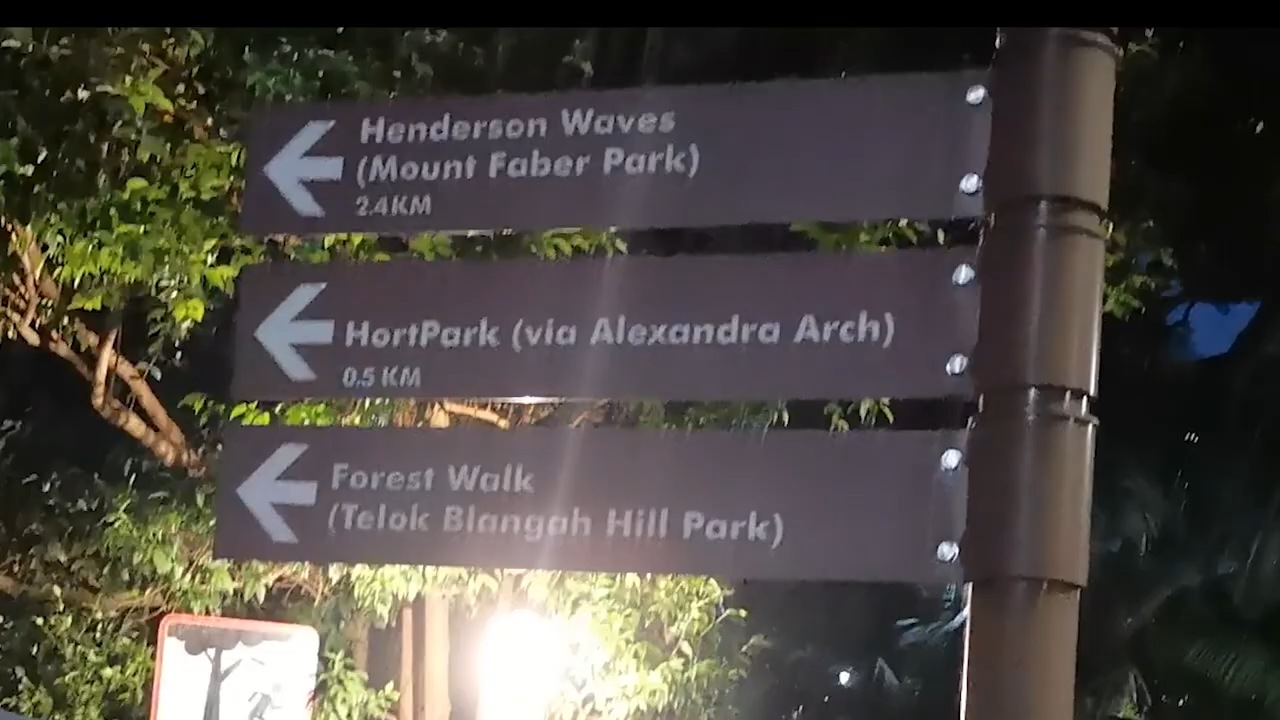 Henderson Waves
(Mount Faber Park)
2.4KM
HortPark (via Alexandra Arch)
0.5 KM
Forest Walk
(Telok Blangah Hill Park)